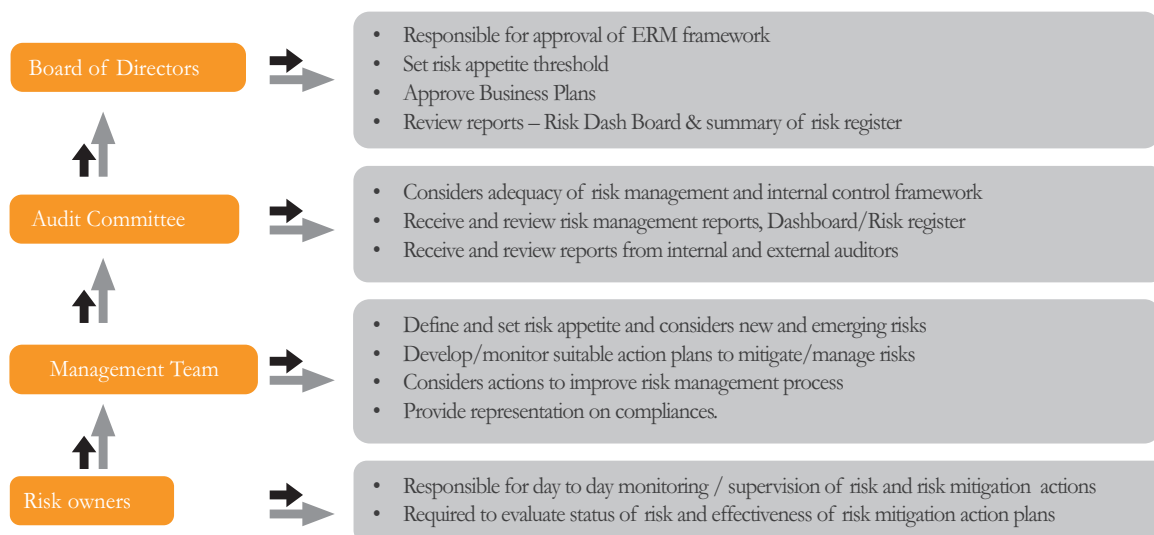 Board of Directors
• Responsible for approval of ERM framework
• Set risk appetite threshold
• Approve Business Plans
• Review reports – Risk Dash Board & summary of risk register
Audit Committee
• Considers adequacy of risk management and internal control framework
• Receive and review risk management reports, Dashboard/Risk register
• Receive and review reports from internal and external auditors
Management Team
• Define and set risk appetite and considers new and emerging risks
• Develop/monitor suitable action plans to mitigate/manage risks
• Considers actions to improve risk management process
• Provide representation on compliances.
Risk owners
• Responsible for day to day monitoring / supervision of risk and risk mitigation actions
• Required to evaluate status of risk and effectiveness of risk mitigation action plans